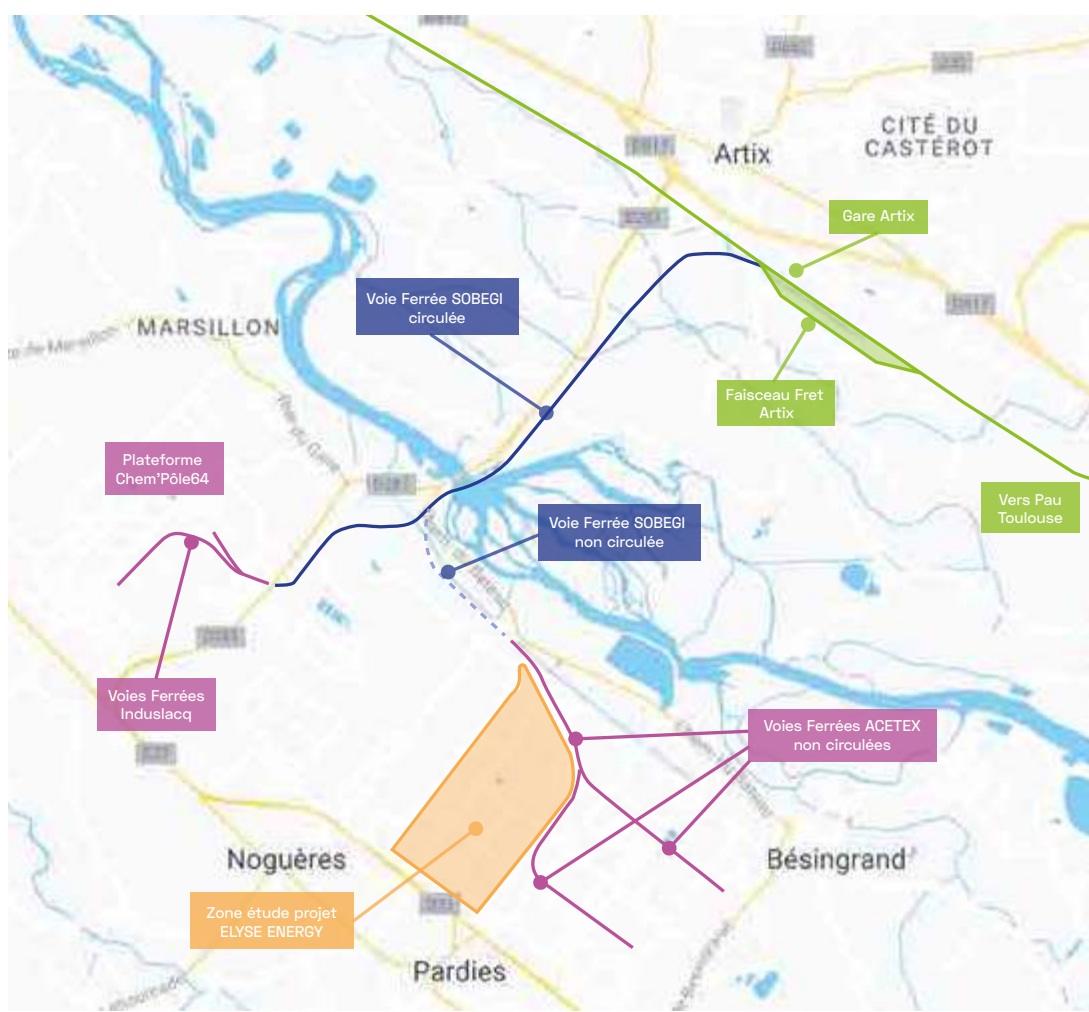 CITÉ DU
CASTÉROT
Artix
Gare Artix
Voie Ferrée SOBEGI
circulée
MARSILLON
Faisceau Fret
Artix
Plateforme
Chem'Pôle64
Vers Pau
Toulouse
Voie Ferrée SOBEGI
non circulée
Voies Ferrées
Induslacq
Voies Ferrées ACETEX
non circulées
Noguères
Bésingrand
Zone étude projet
ELYSE ENERGY
Pardies